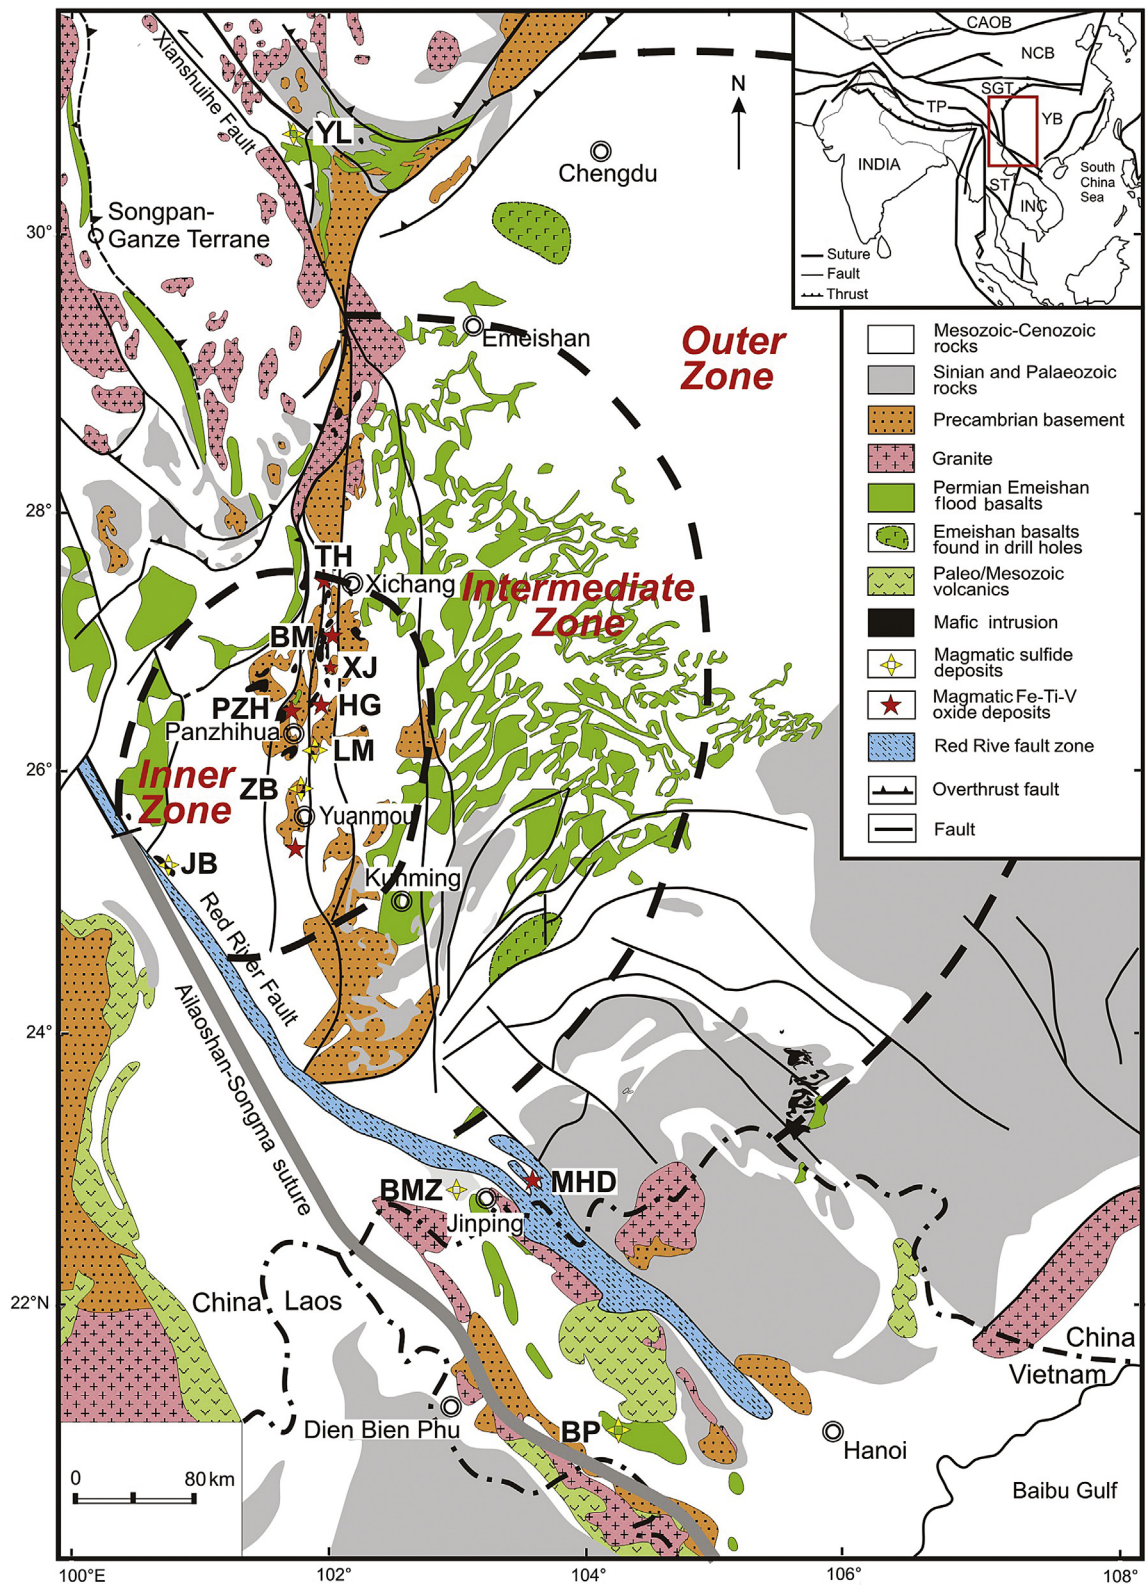 CAOB
NCB
SGT
TP
YB
INDIA
ST
INC
South
China
Sea
Suture
Fault
Thrust
N
Xianshuihe Fault
YL
Chengdu
Songpan-
Ganze Terrane
30°
Emeishan
Outer
Zone
Mesozoic-Cenozoic
rocks
Sinian and Palaeozoic
rocks
Precambrian basement
Granite
Permian Emeishan
flood basalts
Emeishan basalts
found in drill holes
Paleo/Mesozoic
volcanics
Mafic intrusion
Magmatic sulfide
deposits
Magmatic Fe-Ti-V
oxide deposits
Red Rive fault zone
Overthrust fault
Fault
28°
TH
Xichang
Intermediate
Zone
BM
XJ
PZH
HG
Panzhihua
LM
26°
Inner
Zone
ZB
Yuanmou
JB
Kunming
Red River Fault
Ailaoshan-Songma suture
24°
BMZ
MHD
Jinping
22°N
China
Laos
China
Vietnam
Dien Bien Phu
BP
Hanoi
Baibu Gulf
0
80 km
100°E
102°
104°
106°
108°